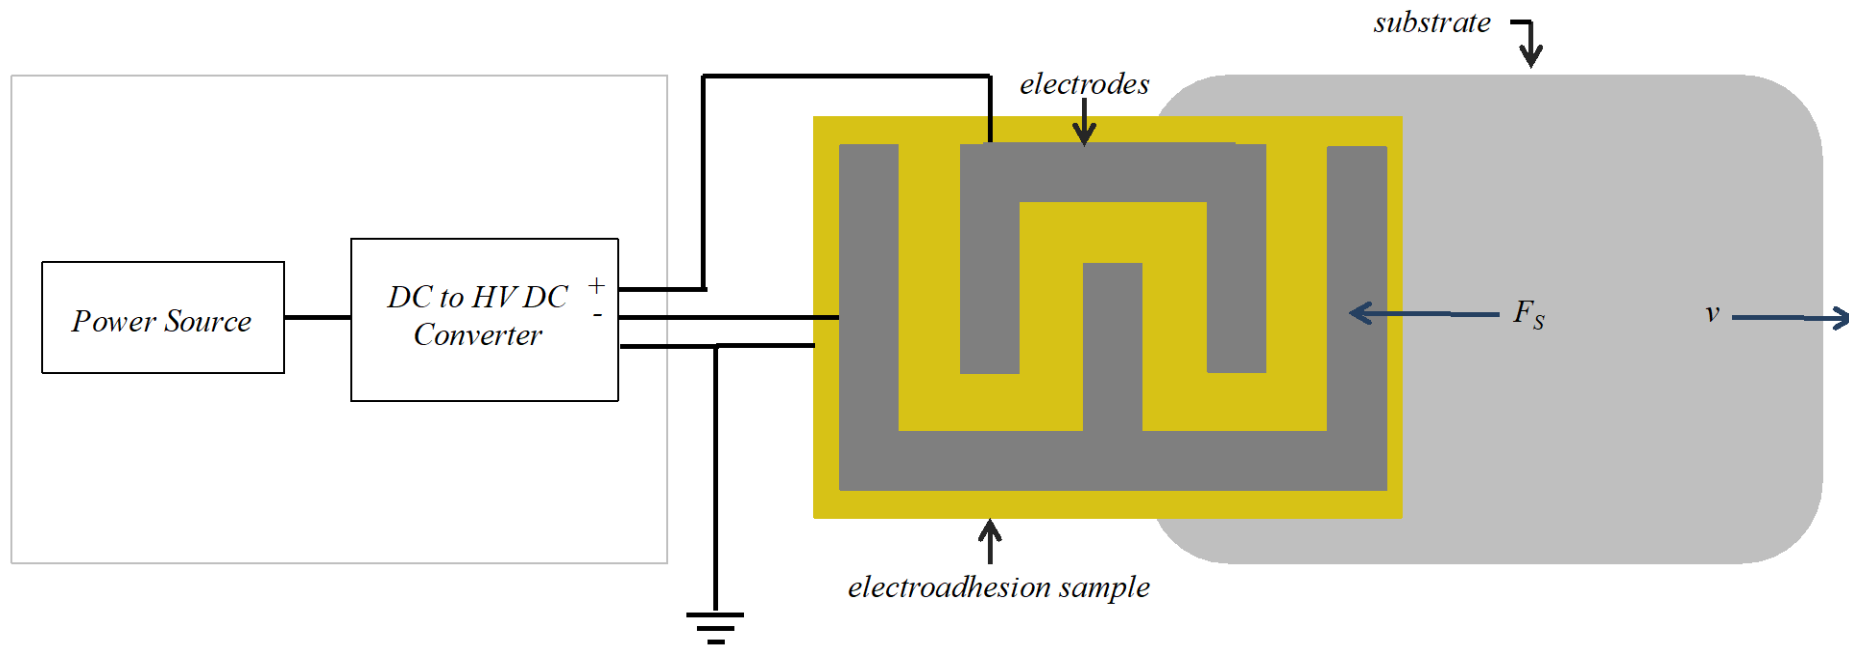 substrate
electrodes
Power Source
DC to HV DC
Converter
+
-
F_S
v
electroadhesion sample